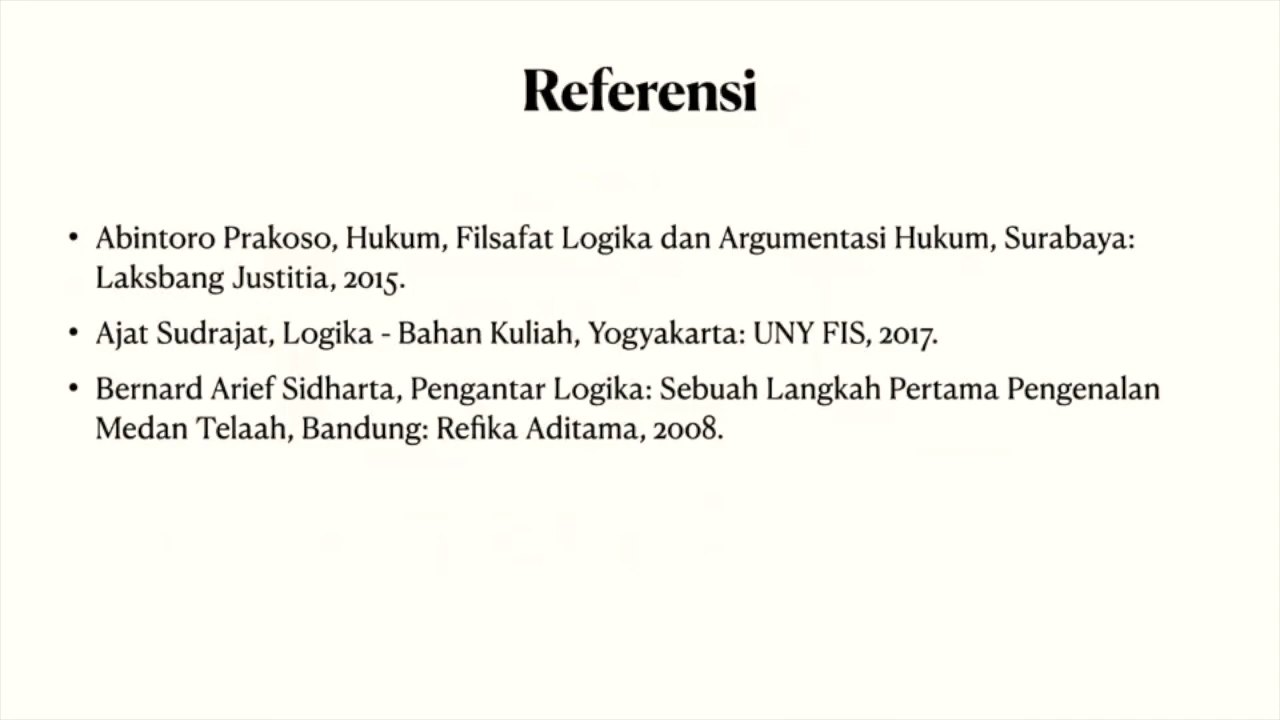 Referensi
• Abintoro Prakoso, Hukum, Filsafat Logika dan Argumentasi Hukum, Surabaya:
Laksbang Justitia, 2015.
• Ajat Sudrajat, Logika - Bahan Kuliah, Yogyakarta: UNY FIS, 2017.
• Bernard Arief Sidharta, Pengantar Logika: Sebuah Langkah Pertama Pengenalan
Medan Telaah, Bandung: Refika Aditama, 2008.